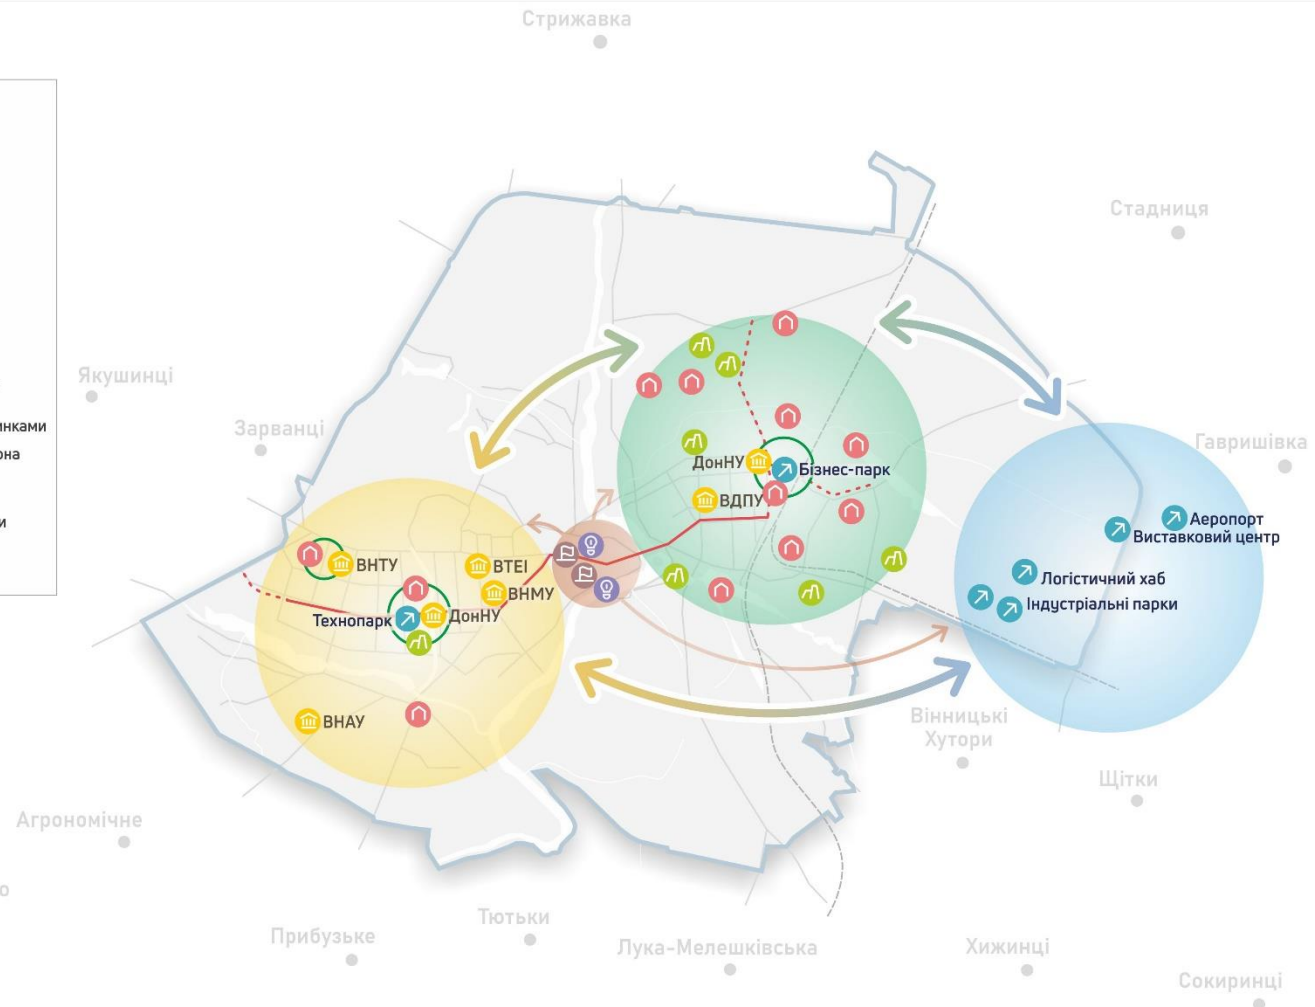 Стрижавка
Стадниця
Якушинці
инками
Зарванці
Гавришівка
она
ДонНУ
Бізнес-парк
ВДПУ
Аеропорт
и
Виставковий центр
ВНТУ
ВТЕІ
Логістичний хаб
ВНМУ
Індустріальні парки
ДонНУ
Технопарк
ВНАУ
Вінницькі
Хутори
Щітки
Агрономічне
о
Тютьки
Прибузьке
Лука-Мелешківська
Хижинці
Сокиринці